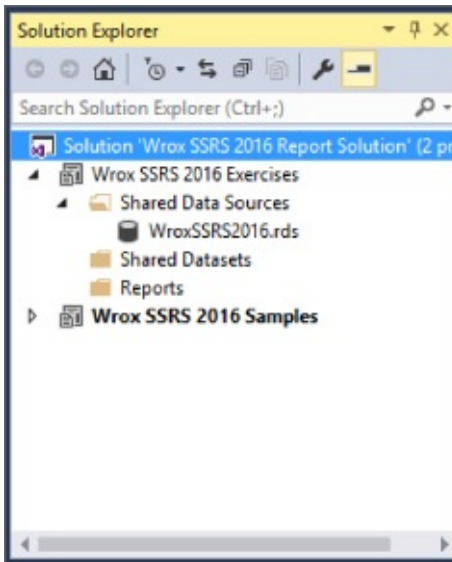 Solution Explorer
Search Solution Explorer (Ctrl+;)
Solution 'Wrox SSRS 2016 Report Solution' (2 pr
Wrox SSRS 2016 Exercises
Shared Data Sources
WroxSSRS2016.rds
Shared Datasets
Reports
Wrox SSRS 2016 Samples